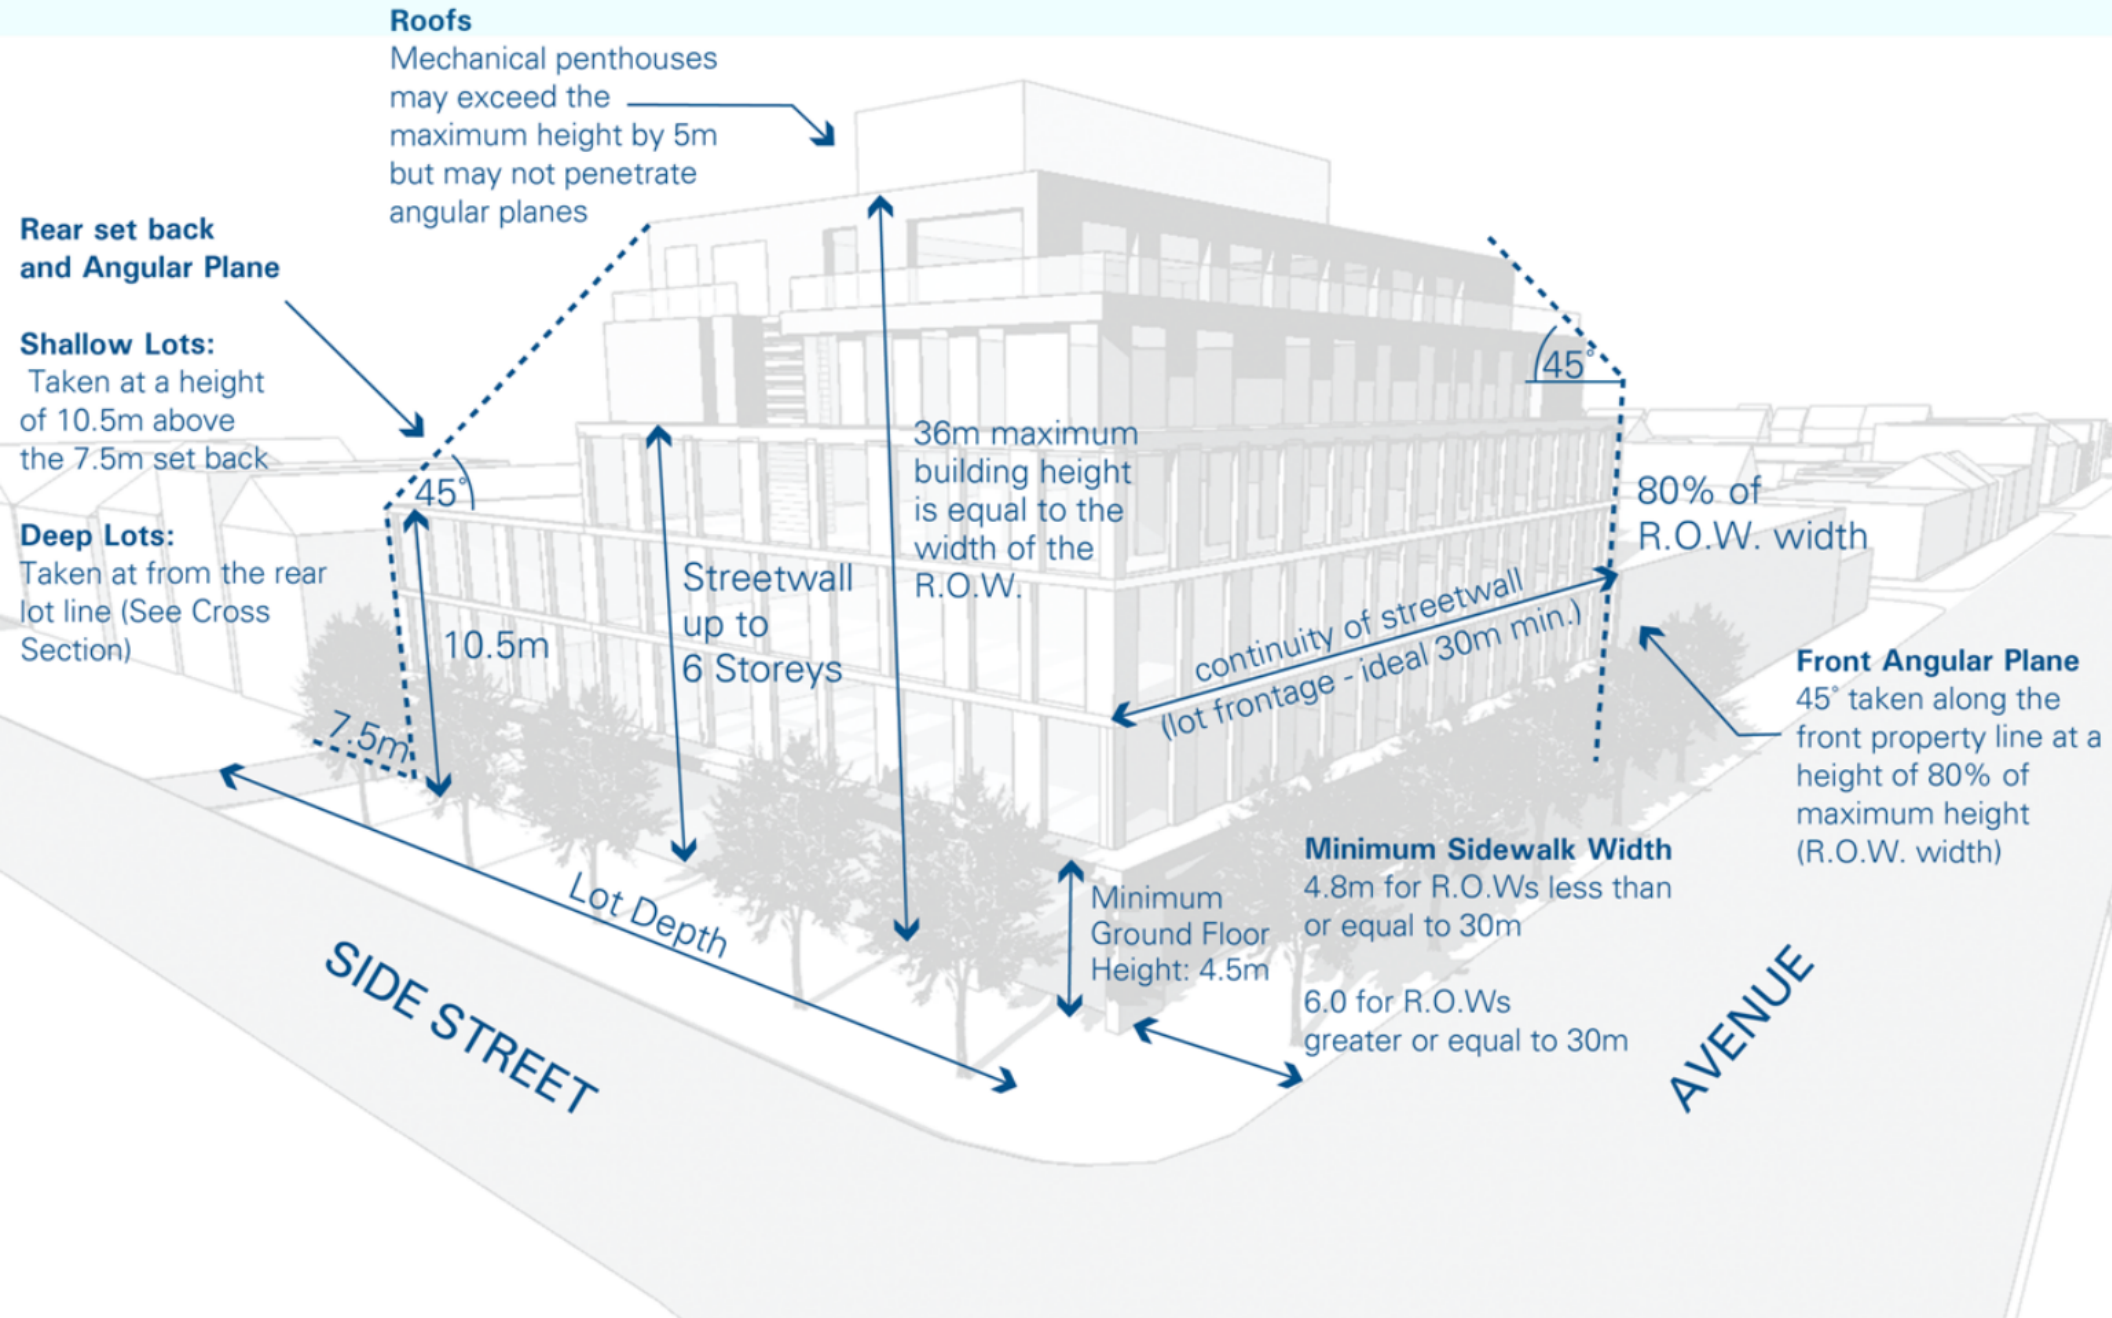 Roofs
Mechanical penthouses
may exceed the
maximum height by 5m
but may not penetrate
angular planes
Rear set back
and Angular Plane
Shallow Lots:
Taken at a height
of 10.5m above
the 7.5m set back
Deep Lots:
Taken at from the rear
lot line (See Cross
Section)
45°
10.5m
7.5m
Streetwall
up to
6 Storeys
36m maximum
building height
is equal to the
width of the
R.O.W.
45°
80% of
R.O.W. width
continuity of streetwall
(lot frontage - ideal 30m min.)
Front Angular Plane
45° taken along the
front property line at a
height of 80% of
maximum height
(R.O.W. width)
Minimum
Ground Floor
Height: 4.5m
Minimum Sidewalk Width
4.8m for R.O.Ws less than
or equal to 30m
6.0 for R.O.Ws
greater or equal to 30m
Lot Depth
SIDE STREET
AVENUE